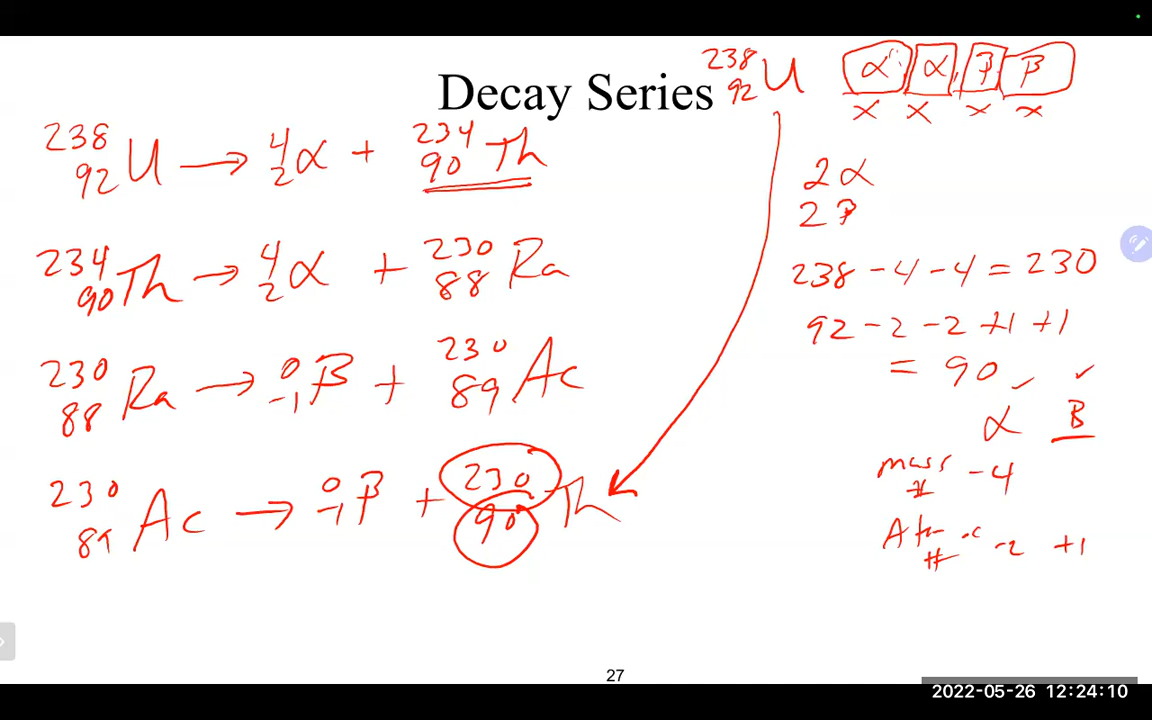 Decay Series
238 92 U α α β β
x x x x
238 92 U → 4 2 α + 234 90 Th
234 90 Th → 4 2 α + 230 88 Ra
230 88 Ra → 0 -1 β + 230 89 Ac
230 89 Ac → 0 -1 β + 230 90 Th
2 α
2 β
238 - 4 - 4 = 230
92 - 2 - 2 +1 +1
= 90
α β
mass # -4
-2 +1
27
2022-05-26 12:24:10